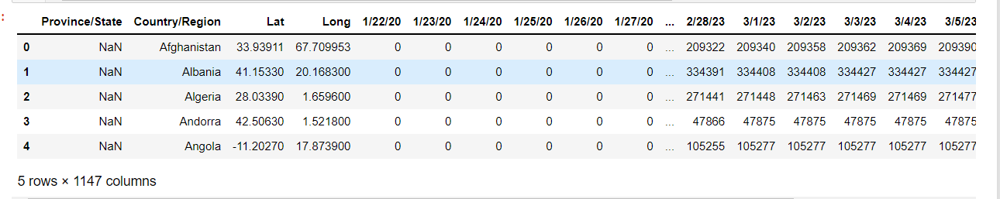 :
Province/State Country/Region Lat Long 1/22/20 1/23/20 1/24/20 1/25/20 1/26/20 1/27/20 ... 2/28/23 3/1/23 3/2/23 3/3/23 3/4/23 3/5/23
0 NaN Afghanistan 33.93911 67.709953 0 0 0 0 0 0 ... 209322 209340 209358 209362 209369 209390
1 NaN Albania 41.15330 20.168300 0 0 0 0 0 0 ... 334391 334408 334408 334427 334427 334427
2 NaN Algeria 28.03390 1.659600 0 0 0 0 0 0 ... 271441 271448 271463 271469 271469 271477
3 NaN Andorra 42.50630 1.521800 0 0 0 0 0 0 ... 47866 47875 47875 47875 47875 47875
4 NaN Angola -11.20270 17.873900 0 0 0 0 0 0 ... 105255 105277 105277 105277 105277 105277
5 rows × 1147 columns